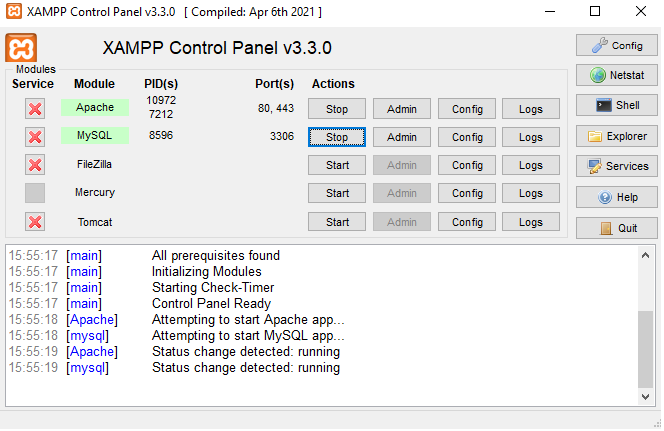 XAMPP Control Panel v3.3.0 [ Compiled: Apr 6th 2021 ]
XAMPP Control Panel v3.3.0
Config
Netstat
Shell
Explorer
Services
Help
Quit
Modules
Service Module PID(s) Port(s) Actions
Apache 10972 7212 80, 443 Stop Admin Config Logs
MySQL 8596 3306 Stop Admin Config Logs
FileZilla Start Admin Config Logs
Mercury Start Admin Config Logs
Tomcat Start Admin Config Logs
15:55:17 [main] All prerequisites found
15:55:17 [main] Initializing Modules
15:55:17 [main] Starting Check-Timer
15:55:17 [main] Control Panel Ready
15:55:18 [Apache] Attempting to start Apache app...
15:55:18 [mysql] Attempting to start MySQL app...
15:55:19 [Apache] Status change detected: running
15:55:19 [mysql] Status change detected: running